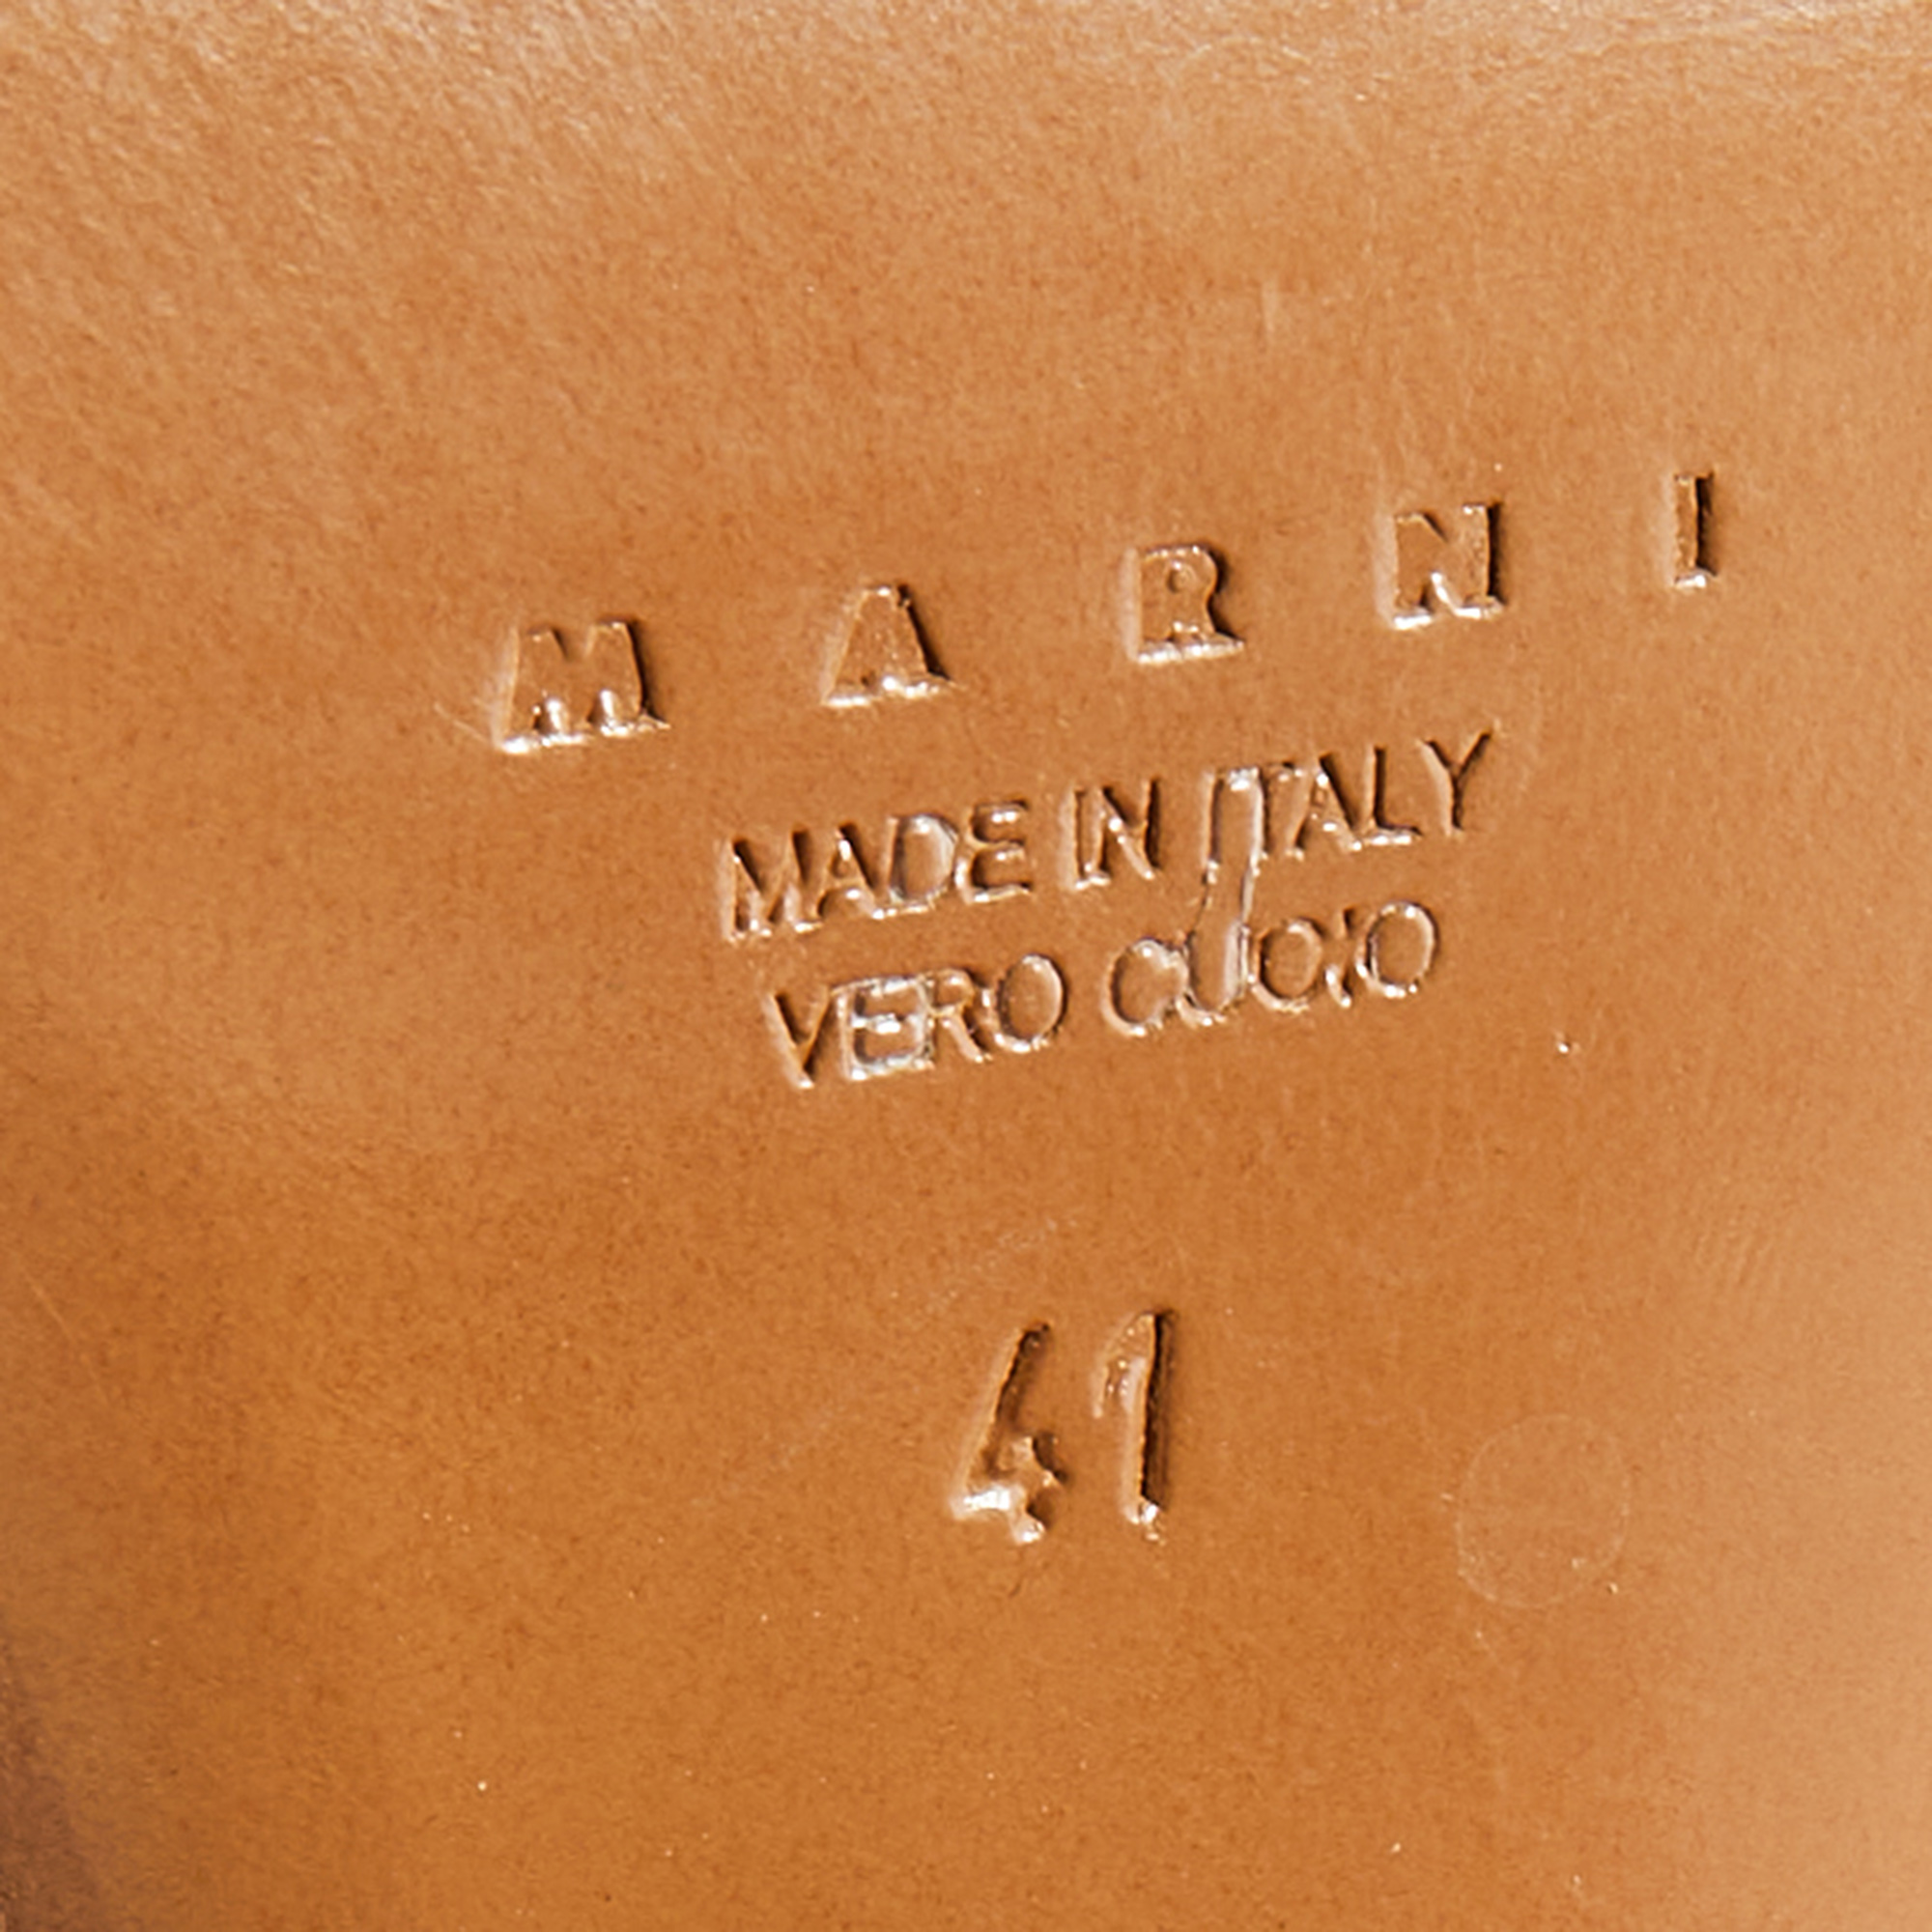 MARNI
MADE IN ITALY
VERO CUOIO
41